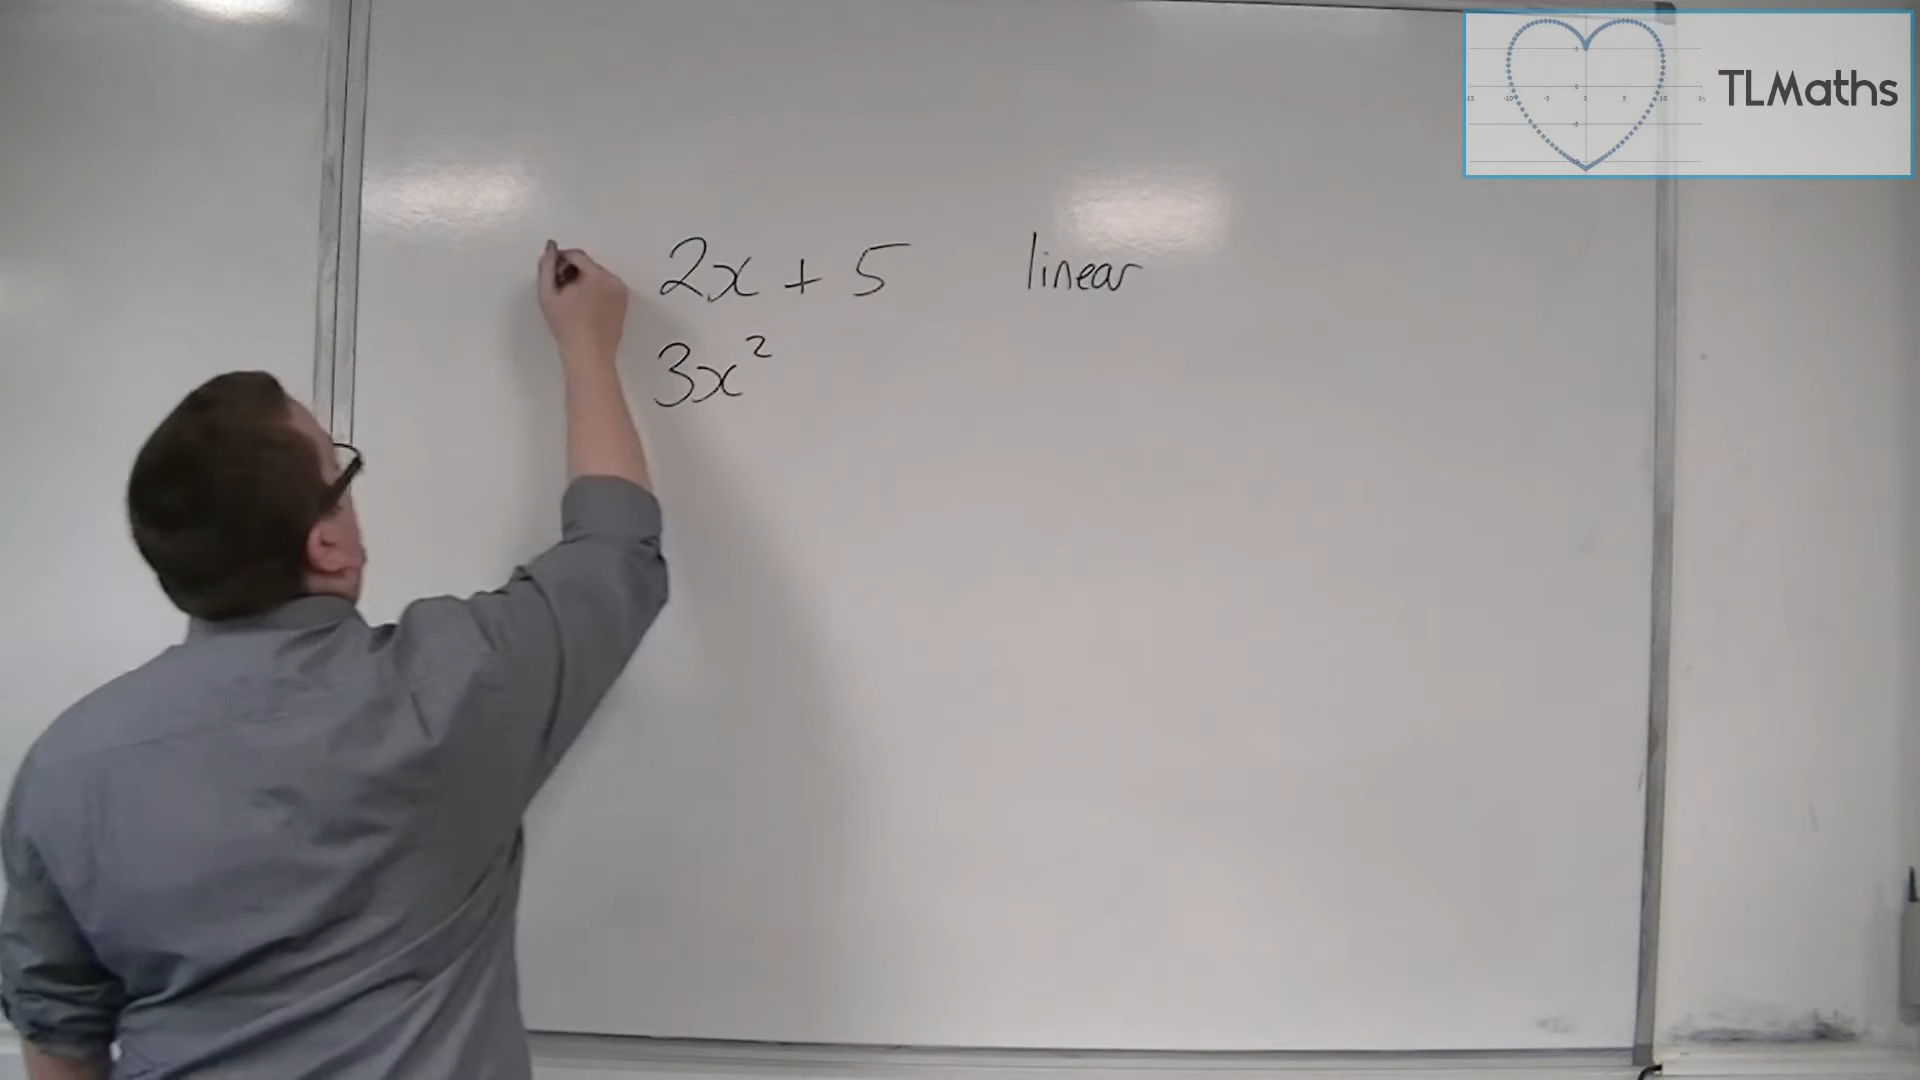 TLMaths
2x + 5 linear
3x²